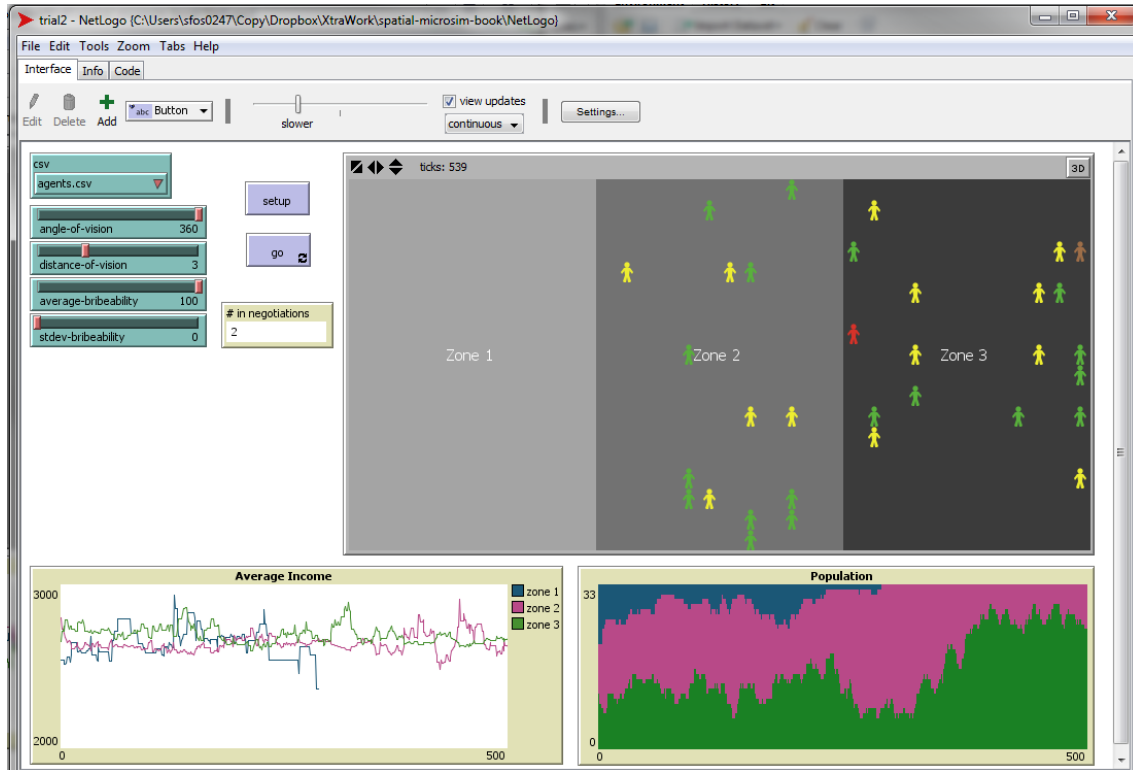 trial2 - NetLogo {C:\Users\sfos0247\Copy\Dropbox\XtraWork\spatial-microsim-book\NetLogo}
File Edit Tools Zoom Tabs Help
Interface Info Code
Edit Delete Add abc Button slower view updates continuous Settings...
csv
agents.csv
angle-of-vision 360
distance-of-vision 3
average-bribeability 100
stdev-bribeability 0
setup
go
# in negotiations
2
ticks: 539 3D
Zone 1 Zone 2 Zone 3
Average Income
3000
2000
0 500
zone 1
zone 2
zone 3
Population
33
0
0 500